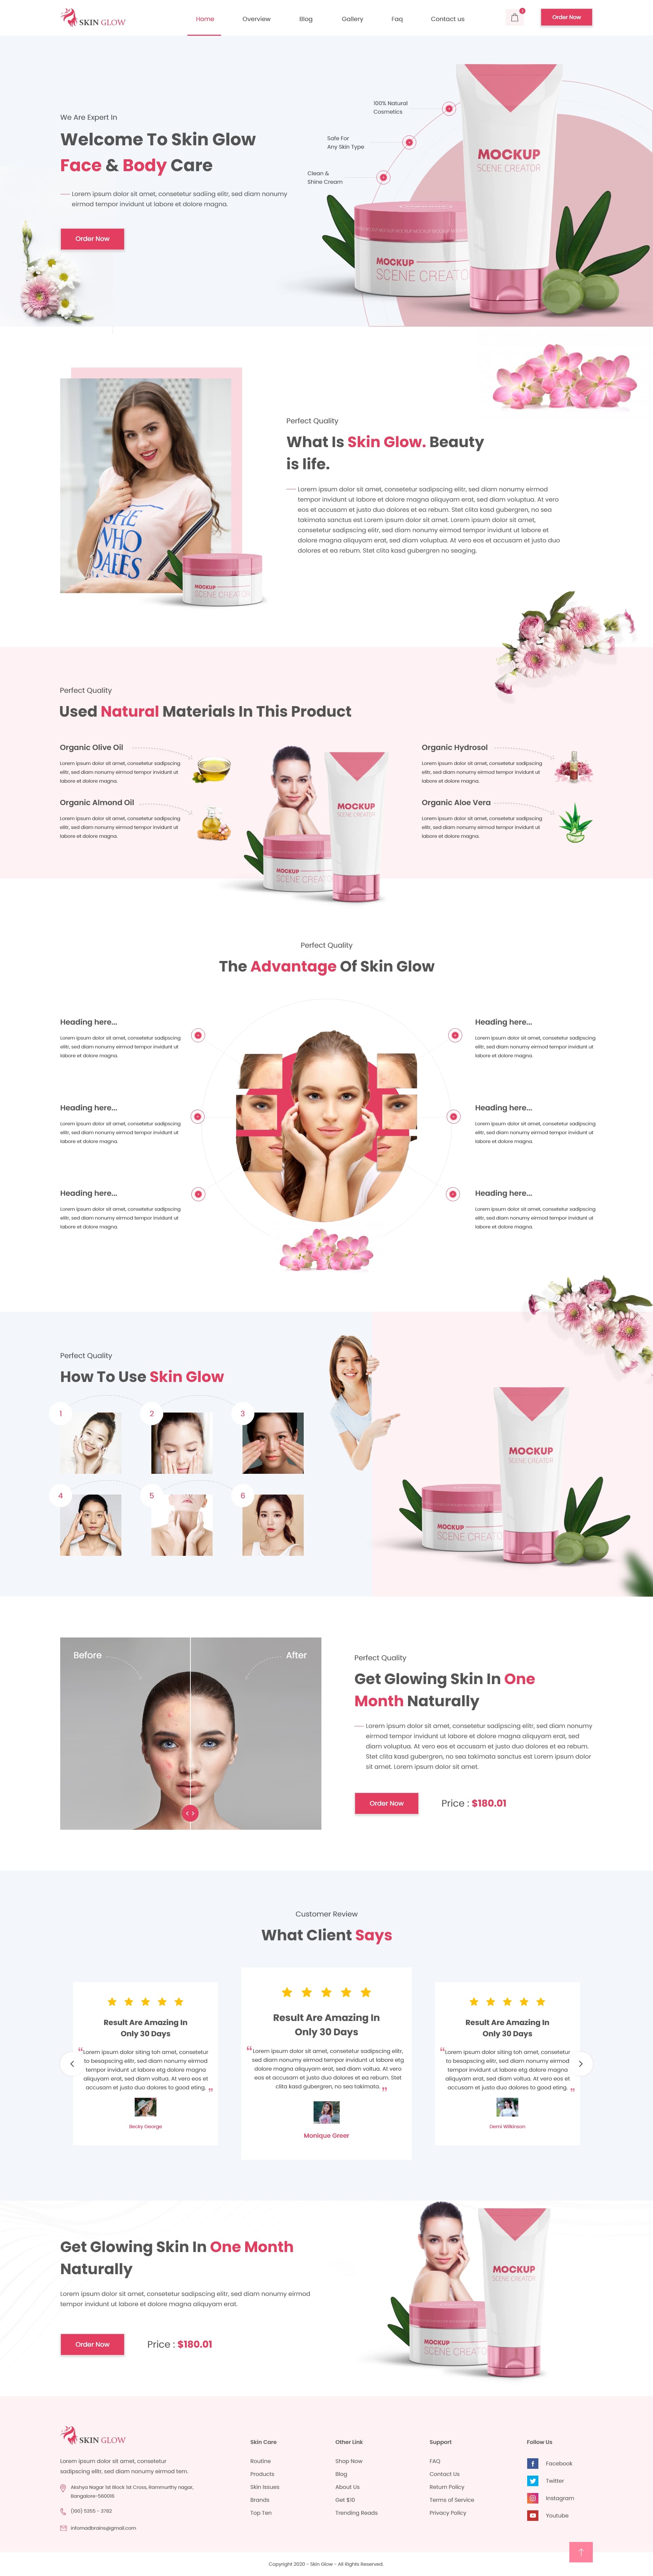 SKIN GLOW
Home
Overview
Blog
Gallery
Faq
Contact us
1
Order Now
We Are Expert In
Welcome To Skin Glow
Face & Body Care
Lorem ipsum dolor sit amet, consetetur sadiing elitr, sed diam nonumy
eirmod tempor invidunt ut labore et dolore magna.
Order Now
100% Natural
Cosmetics
Safe For
Any Skin Type
Clean &
Shine Cream
MOCKUP
SCENE CREATOR
MOCKUP
SCENE CREATO
Perfect Quality
What Is Skin Glow. Beauty
is life.
Lorem ipsum dolor sit amet, consetetur sadipscing elitr, sed diam nonumy eirmod
tempor invidunt ut labore et dolore magna aliquyam erat, sed diam voluptua. At vero
eos et accusam et justo duo dolores et ea rebum. Stet clita kasd gubergren, no sea
takimata sanctus est Lorem ipsum dolor sit amet. Lorem ipsum dolor sit amet,
consetetur sadipscing elitr, sed diam nonumy eirmod tempor invidunt ut labore et
dolore magna aliquyam erat, sed diam voluptua. At vero eos et accusam et justo duo
dolores et ea rebum. Stet clita kasd gubergren no seaging.
SHE
WHO
DARES
MOCKUP
SCENE CREATOR
Perfect Quality
Used Natural Materials In This Product
Organic Olive Oil
Lorem ipsum dolor sit amet, consetetur sadipscing
elitr, sed diam nonumy eirmod tempor invidunt ut
labore et dolore magna.
Organic Almond Oil
Lorem ipsum dolor sit amet, consetetur sadipscing
elitr, sed diam nonumy eirmod tempor invidunt ut
labore et dolore magna.
MOCKUP
SCENE CREATOR
MOCKUP
SCENE CREAT
Organic Hydrosol
Lorem ipsum dolor sit amet, consetetur sadipscing
elitr, sed diam nonumy eirmod tempor invidunt ut
labore et dolore magna.
Organic Aloe Vera
Lorem ipsum dolor sit amet, consetetur sadipscing
elitr, sed diam nonumy eirmod tempor invidunt ut
labore et dolore magna.
Perfect Quality
The Advantage Of Skin Glow
Heading here...
Lorem ipsum dolor sit amet, consetetur sadipscing
elitr, sed diam nonumy eirmod tempor invidunt ut
labore et dolore magna.
Heading here...
Lorem ipsum dolor sit amet, consetetur sadipscing
elitr, sed diam nonumy eirmod tempor invidunt ut
labore et dolore magna.
Heading here...
Lorem ipsum dolor sit amet, consetetur sadipscing
elitr, sed diam nonumy eirmod tempor invidunt ut
labore et dolore magna.
Heading here...
Lorem ipsum dolor sit amet, consetetur sadipscing
elitr, sed diam nonumy eirmod tempor invidunt ut
labore et dolore magna.
Heading here...
Lorem ipsum dolor sit amet, consetetur sadipscing
elitr, sed diam nonumy eirmod tempor invidunt ut
labore et dolore magna.
Heading here...
Lorem ipsum dolor sit amet, consetetur sadipscing
elitr, sed diam nonumy eirmod tempor invidunt ut
labore et dolore magna.
Perfect Quality
How To Use Skin Glow
1
2
3
4
5
6
MOCKUP
SCENE CREATOR
MOCKUP
SCENE CREATO
Before
After
Perfect Quality
Get Glowing Skin In One
Month Naturally
Lorem ipsum dolor sit amet, consetetur sadipscing elitr, sed diam nonumy
eirmod tempor invidunt ut labore et dolore magna aliquyam erat, sed
diam voluptua. At vero eos et accusam et justo duo dolores et ea rebum.
Stet clita kasd gubergren, no sea takimata sanctus est Lorem ipsum dolor
sit amet. Lorem ipsum dolor sit amet.
Order Now
Price : $180.01
Customer Review
What Client Says
Result Are Amazing In
Only 30 Days
“Lorem ipsum dolor siting toh amet, consetetur
to besapscing elitr, sed diam nonumy eirmod
tempor invidunt ut labore etg dolore magna
aliquyam erat, sed diam voltua. At vero eos et
accusam et justo duo dolores to good eting. ”
Becky George
Result Are Amazing In
Only 30 Days
“Lorem ipsum dolor sit amet, consetetur sadipscing elitr,
sed diam nonumy eirmod tempor invidunt ut labore etg
dolore magna aliquyam erat, sed diam voltua. At vero
eos et accusam et justo duo dolores et ea rebum. Stet
clita kasd gubergren, no sea takimata. ”
Monique Greer
Result Are Amazing In
Only 30 Days
“Lorem ipsum dolor siting toh amet, consetetur
to besapscing elitr, sed diam nonumy eirmod
tempor invidunt ut labore etg dolore magna
aliquyam erat, sed diam voltua. At vero eos et
accusam et justo duo dolores to good eting. ”
Demi Wilkinson
Get Glowing Skin In One Month
Naturally
Lorem ipsum dolor sit amet, consetetur sadipscing elitr, sed diam nonumy eirmod
tempor invidunt ut labore et dolore magna aliquyam erat.
Order Now
Price : $180.01
MOCKUP
SCENE CREATOR
MOCKUP
SCENE CREAT
SKIN GLOW
Lorem ipsum dolor sit amet, consetetur
sadipscing elitr, sed diam nonumy eirmod tem.
Akshya Nagar 1st Block 1st Cross, Rammurthy nagar,
Bangalore-560016
(100) 5355 - 3782
infomadbrains@gmail.com
Skin Care
Routine
Products
Skin Issues
Brands
Top Ten
Other Link
Shop Now
Blog
About Us
Get $10
Trending Reads
Support
FAQ
Contact Us
Return Policy
Terms of Service
Privacy Policy
Follow Us
Facebook
Twitter
Instagram
Youtube
Copyright 2020 - Skin Glow - All Rights Reserved.